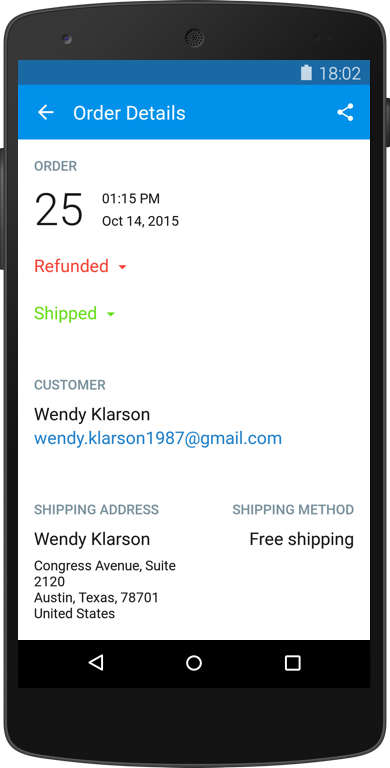 18:02
Order Details
ORDER
25
01:15 PM
Oct 14, 2015
Refunded
Shipped
CUSTOMER
Wendy Klarson
wendy.klarson1987@gmail.com
SHIPPING ADDRESS
Wendy Klarson
Congress Avenue, Suite
2120
Austin, Texas, 78701
United States
SHIPPING METHOD
Free shipping